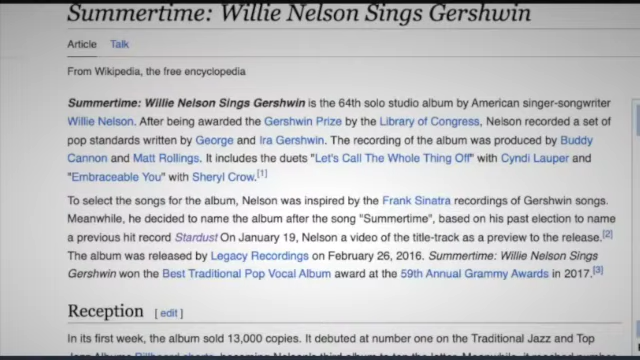 Summertime: Willie Nelson Sings Gershwin
Article Talk
From Wikipedia, the free encyclopedia
Summertime: Willie Nelson Sings Gershwin is the 64th solo studio album by American singer-songwriter
Willie Nelson. After being awarded the Gershwin Prize by the Library of Congress, Nelson recorded a set of
pop standards written by George and Ira Gershwin. The recording of the album was produced by Buddy
Cannon and Matt Rollings. It includes the duets "Let's Call The Whole Thing Off" with Cyndi Lauper and
"Embraceable You" with Sheryl Crow.[1]
To select the songs for the album, Nelson was inspired by the Frank Sinatra recordings of Gershwin songs.
Meanwhile, he decided to name the album after the song "Summertime", based on his past election to name
a previous hit record Stardust On January 19, Nelson a video of the title-track as a preview to the release.[2]
The album was released by Legacy Recordings on February 26, 2016. Summertime: Willie Nelson Sings
Gershwin won the Best Traditional Pop Vocal Album award at the 59th Annual Grammy Awards in 2017.[3]
Reception [ edit ]
In its first week, the album sold 13,000 copies. It debuted at number one on the Traditional Jazz and Top